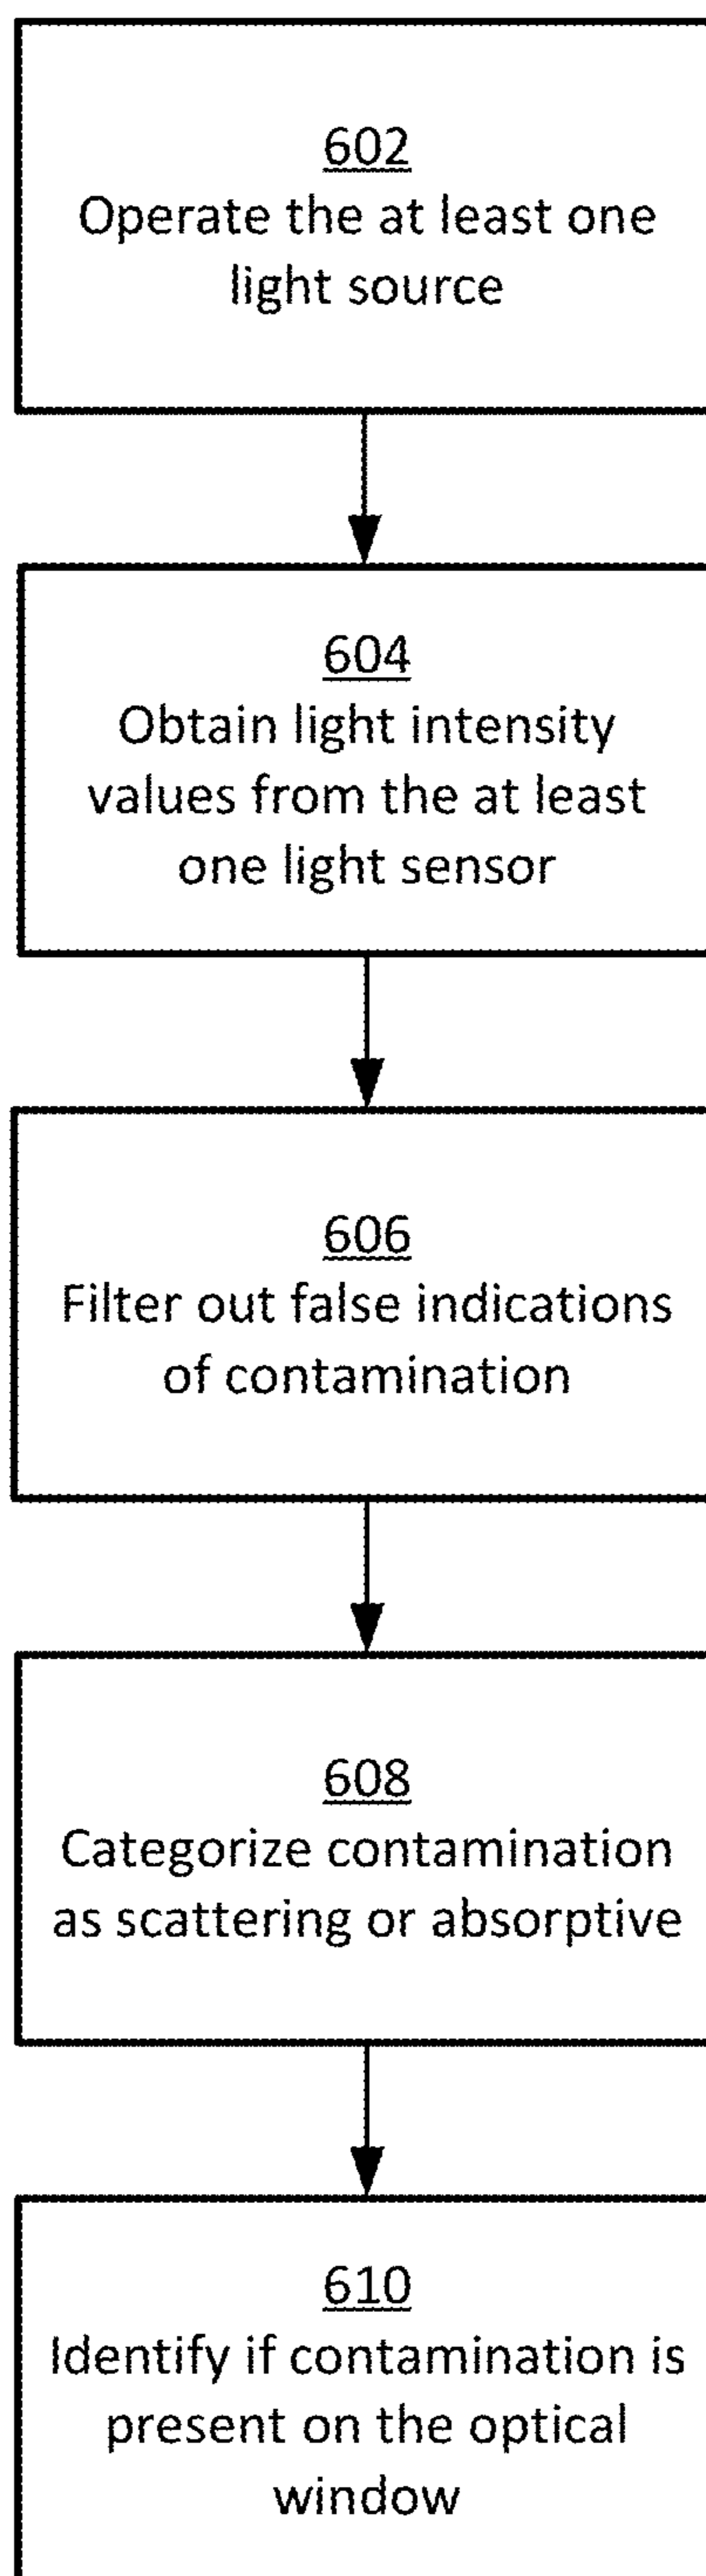 602
Operate the at least one
light source
604
Obtain light intensity
values from the at least
one light sensor
606
Filter out false indications
of contamination
608
Categorize contamination
as scattering or absorptive
610
Identify if contamination is
present on the optical
window